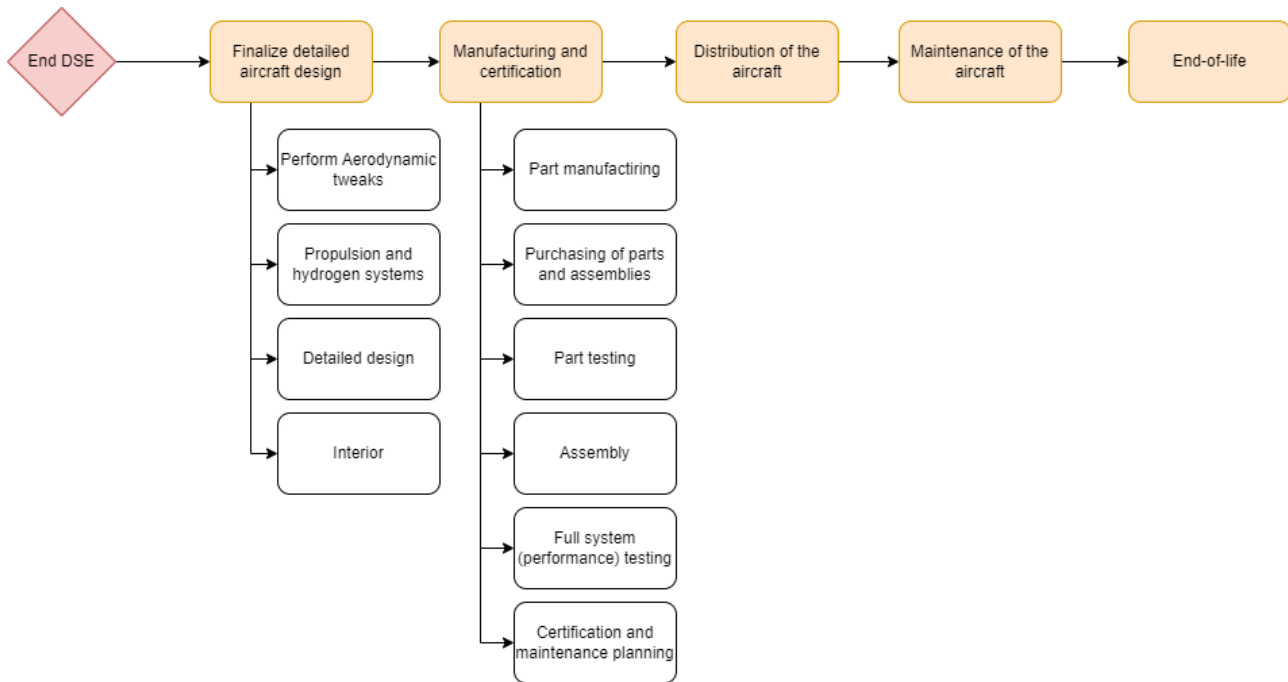 End DSE
Finalize detailed
aircraft design
Manufacturing and
certification
Distribution of the
aircraft
Maintenance of the
aircraft
End-of-life
Perform Aerodynamic
tweaks
Propulsion and
hydrogen systems
Detailed design
Interior
Part manufactiring
Purchasing of parts
and assemblies
Part testing
Assembly
Full system
(performance) testing
Certification and
maintenance planning